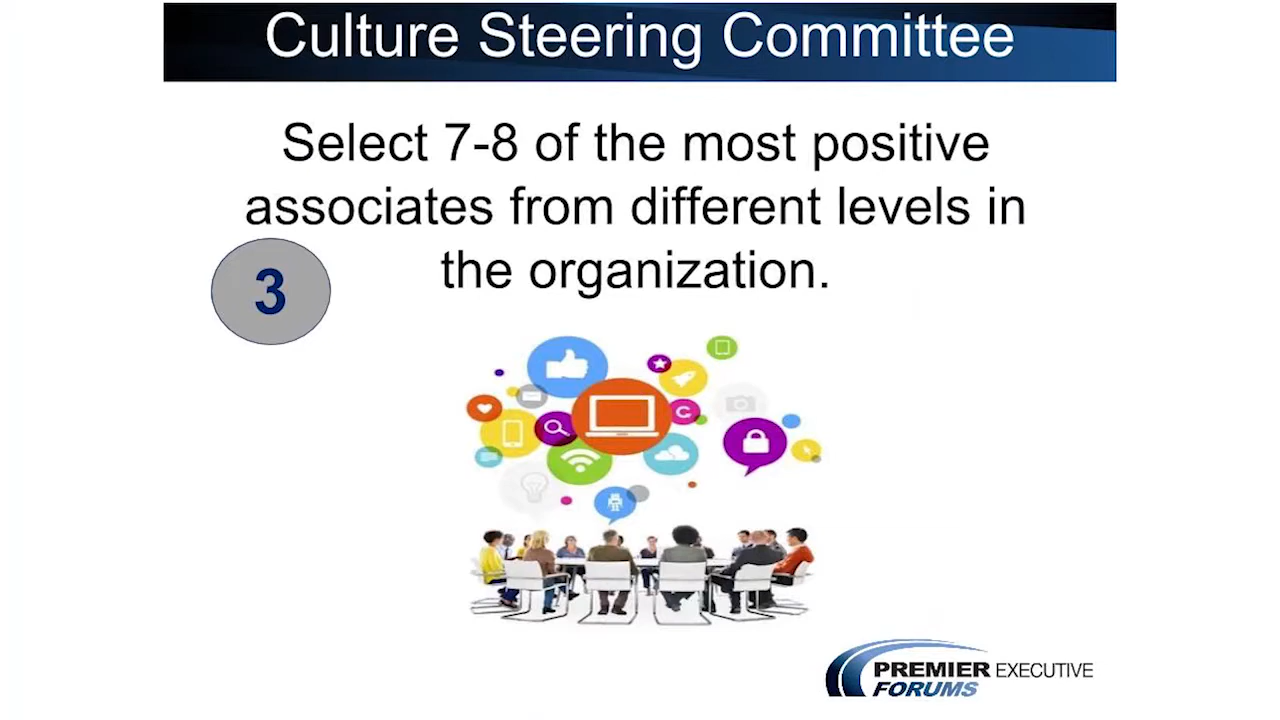 Culture Steering Committee
Select 7-8 of the most positive
associates from different levels in
the organization.
3
PREMIER EXECUTIVE
FORUMS